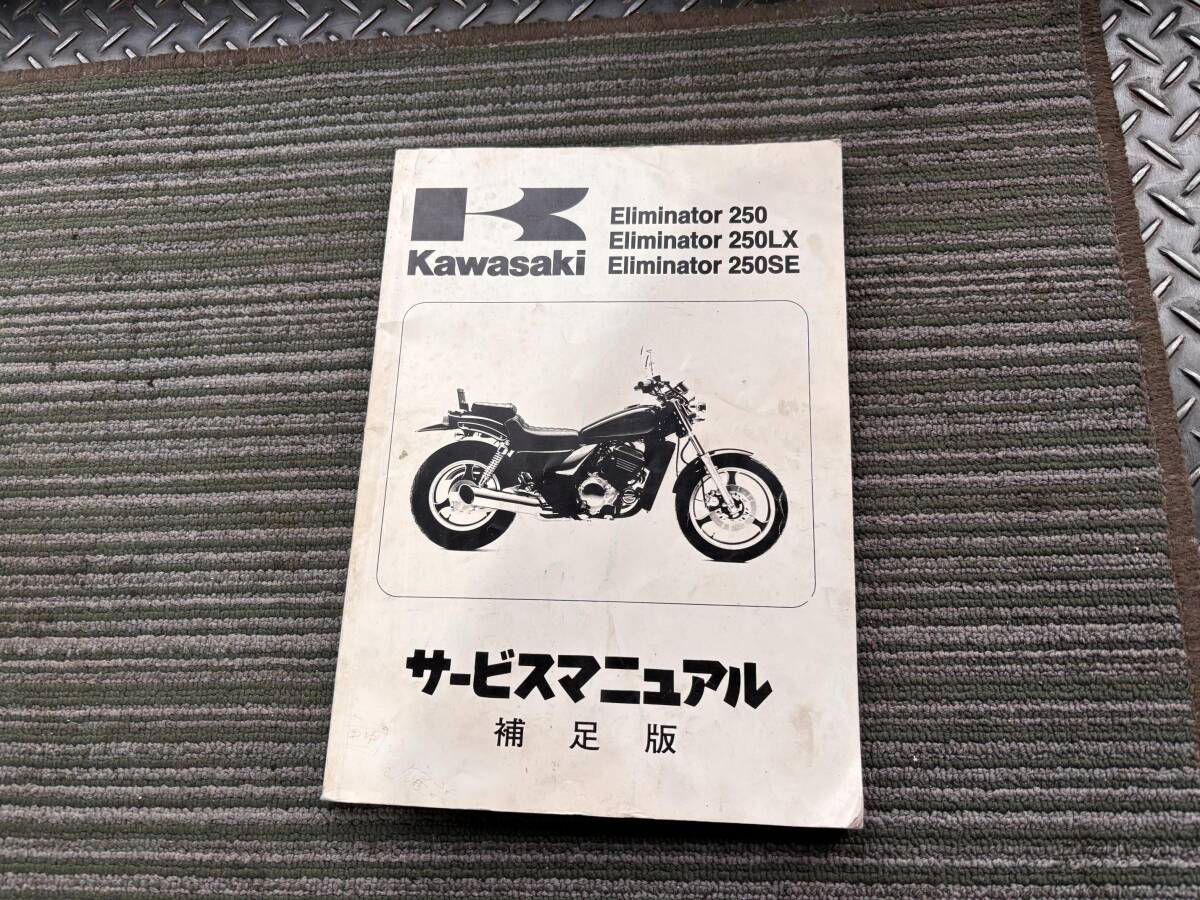 Kawasaki
Eliminator 250
Eliminator 250LX
Eliminator 250SE
サービスマニュアル
補足版